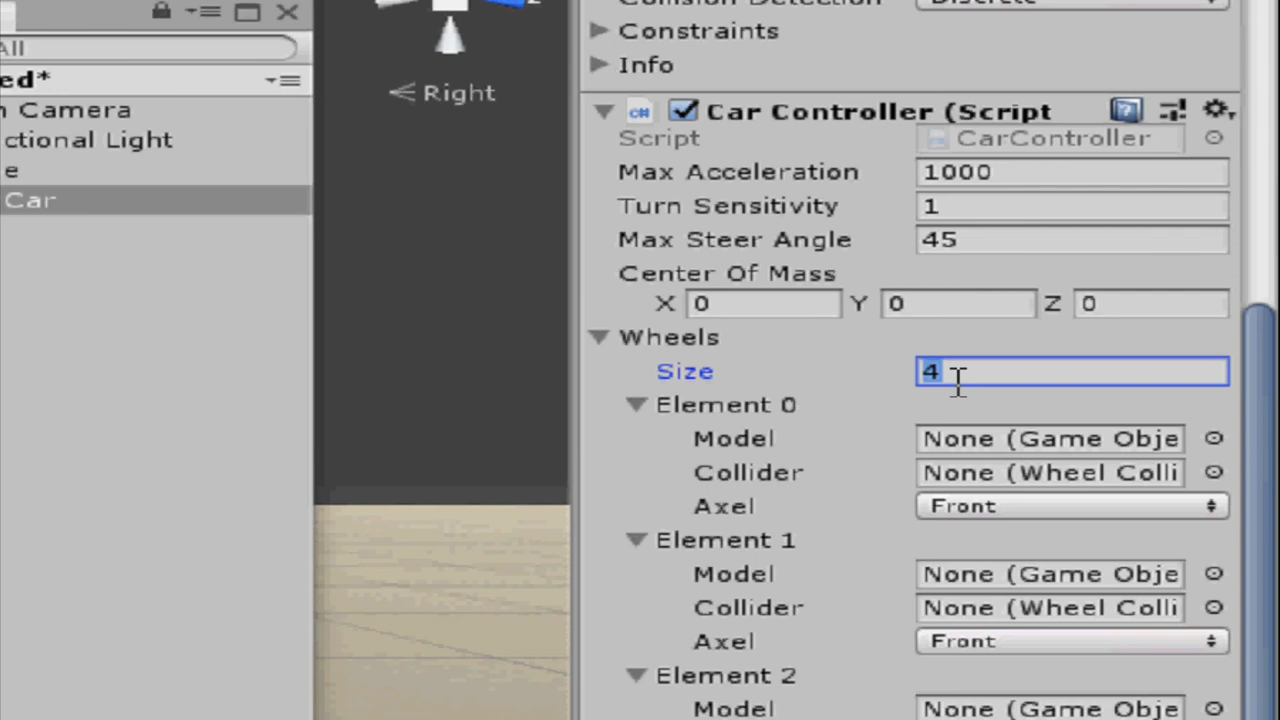 Collision Detection Discrete
Constraints
Info
All
ed*
Camera
ctional Light
e
Car
Right
Car Controller (Script
Script CarController
Max Acceleration 1000
Turn Sensitivity 1
Max Steer Angle 45
Center Of Mass
X 0 Y 0 Z 0
Wheels
Size 4
Element 0
Model None (Game Obje
Collider None (Wheel Colli
Axel Front
Element 1
Model None (Game Obje
Collider None (Wheel Colli
Axel Front
Element 2
Model None (Game Obje